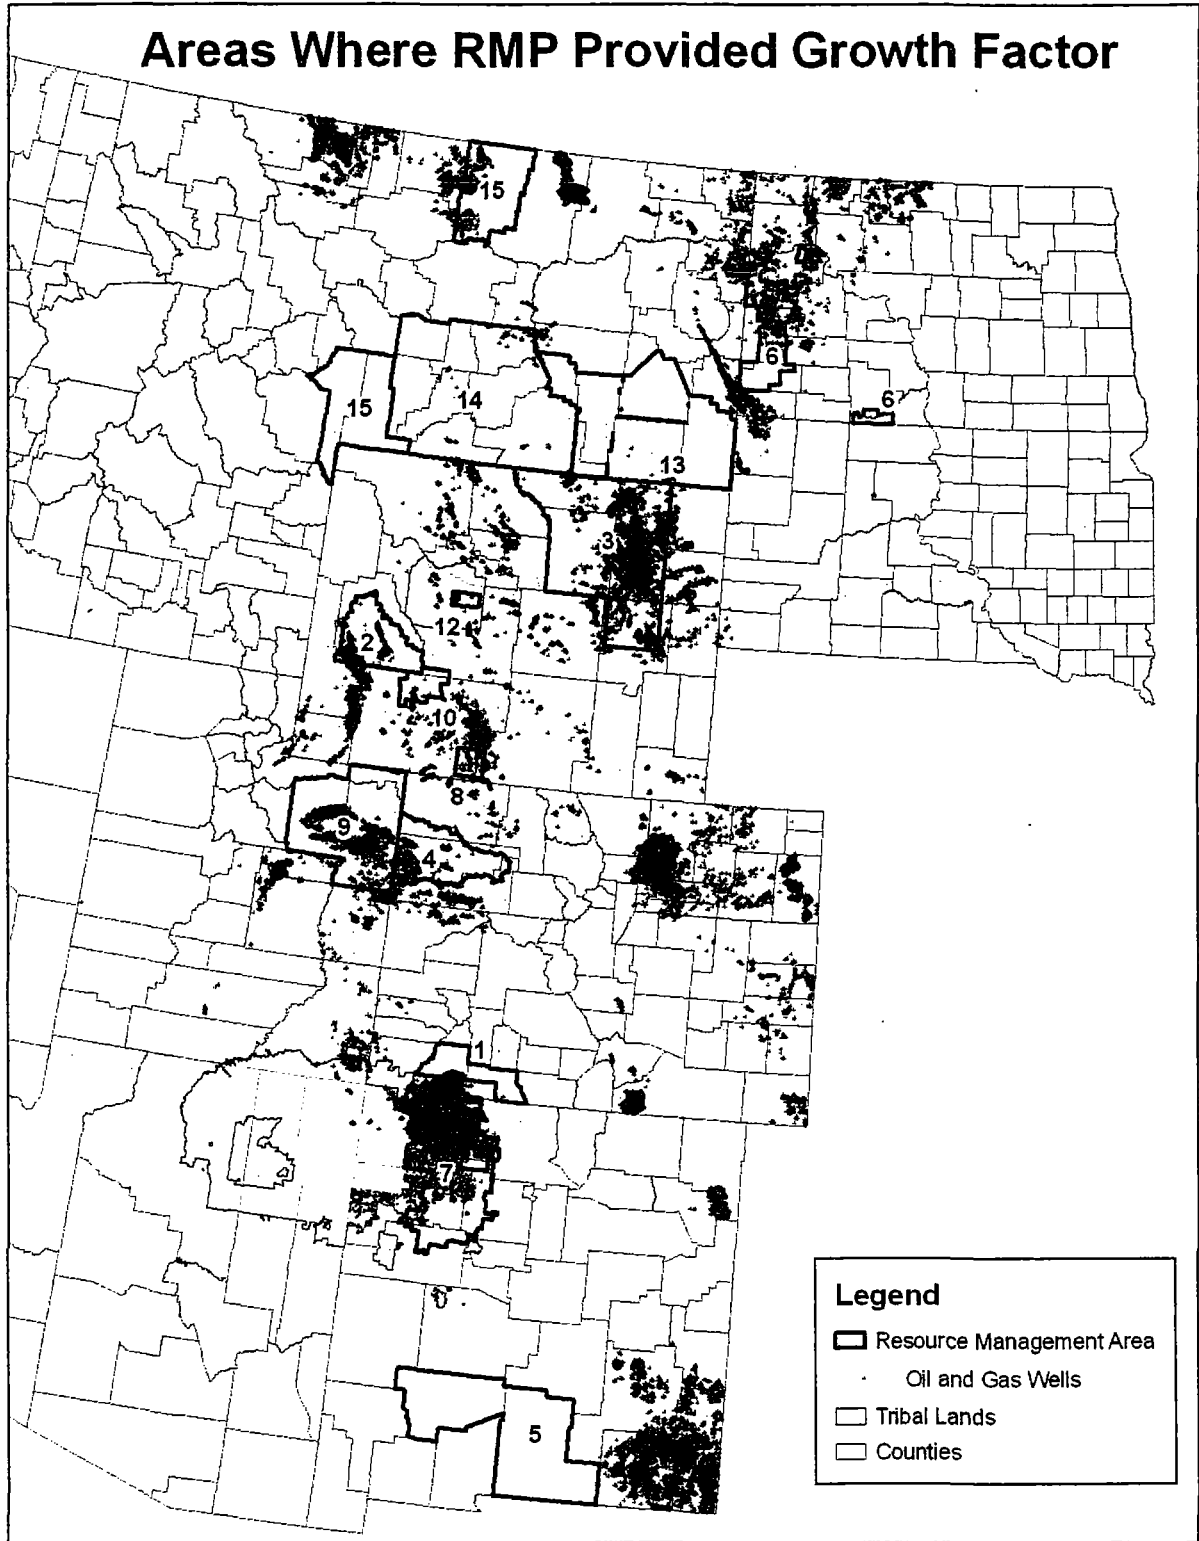 Areas Where RMP Provided Growth Factor
15
6
6
15
14
13
3
2
12
10
8
9
4
1
7
5
Legend
Resource Management Area
Oil and Gas Wells
Tribal Lands
Counties